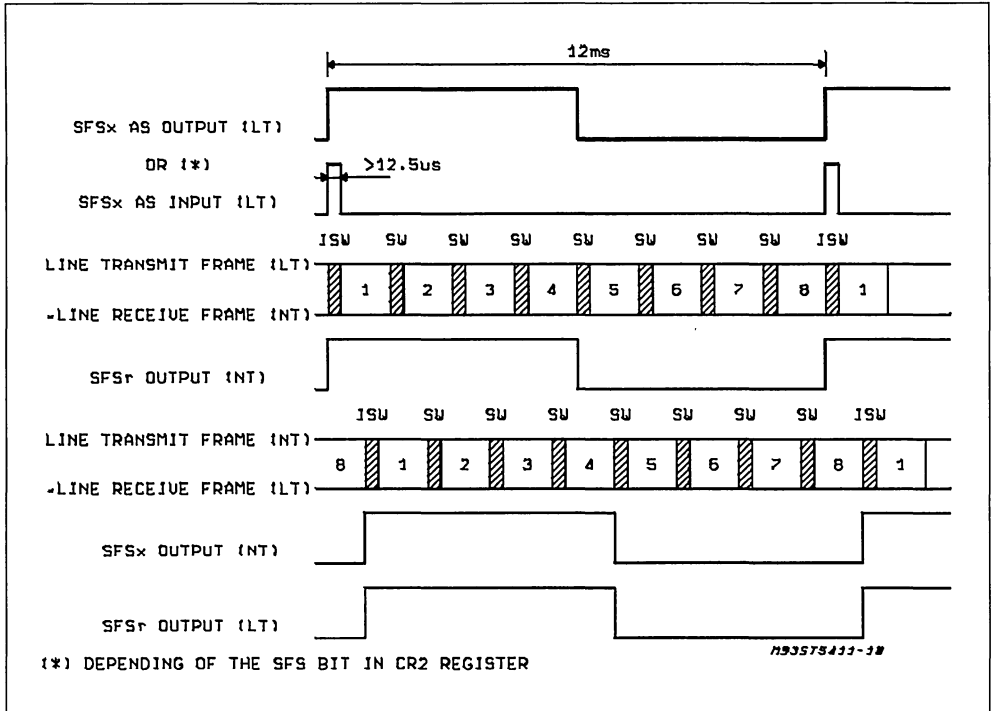 12ms
SFSx AS OUTPUT (LT)
OR (*)
>12.5us
SFSx AS INPUT (LT)
ISW SW SW SW SW SW SW SW ISW
LINE TRANSMIT FRAME (LT)
1 2 3 4 5 6 7 8 1
=LINE RECEIVE FRAME (NT)
SFSr OUTPUT (NT)
ISW SW SW SW SW SW SW SW ISW
LINE TRANSMIT FRAME (NT)
8 1 2 3 4 5 6 7 8 1
=LINE RECEIVE FRAME (LT)
SFSx OUTPUT (NT)
SFSr OUTPUT (LT)
(*) DEPENDING OF THE SFS BIT IN CR2 REGISTER
M93ST5411-18